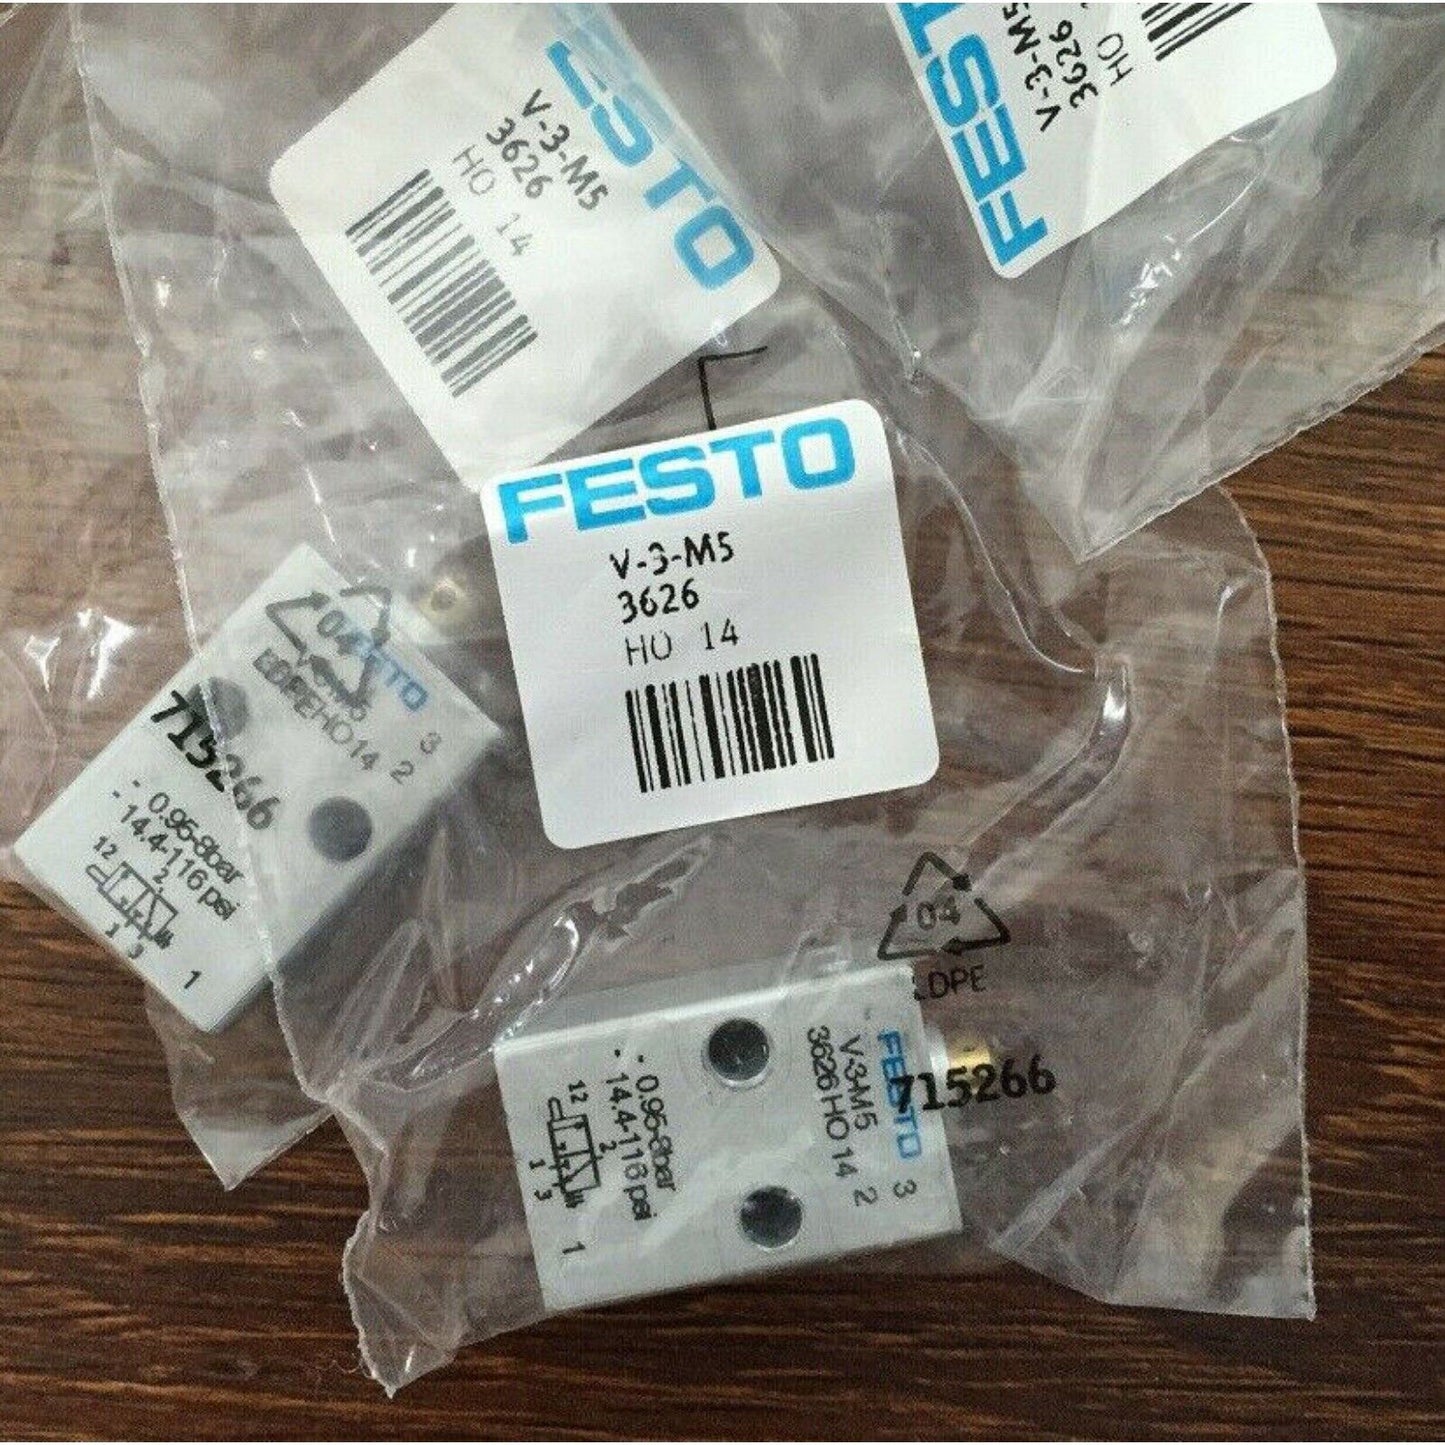 FESTO
V-3-M5
3626
HO 14
FEST
FESTO
V-3-M5
3626
HO
FESTO
V-3-M5
3626
HO 14
04
LDPE
FESTO
HO14
3
2
715266
- 0.95-8bar
- 14.4-116 psi
12
2
1 3
1
04
LDPE
FESTO
V-3-M5
3626 HO 14
3
2
715266
- 0.95-8bar
- 14.4-116 psi
12
2
1 3
1